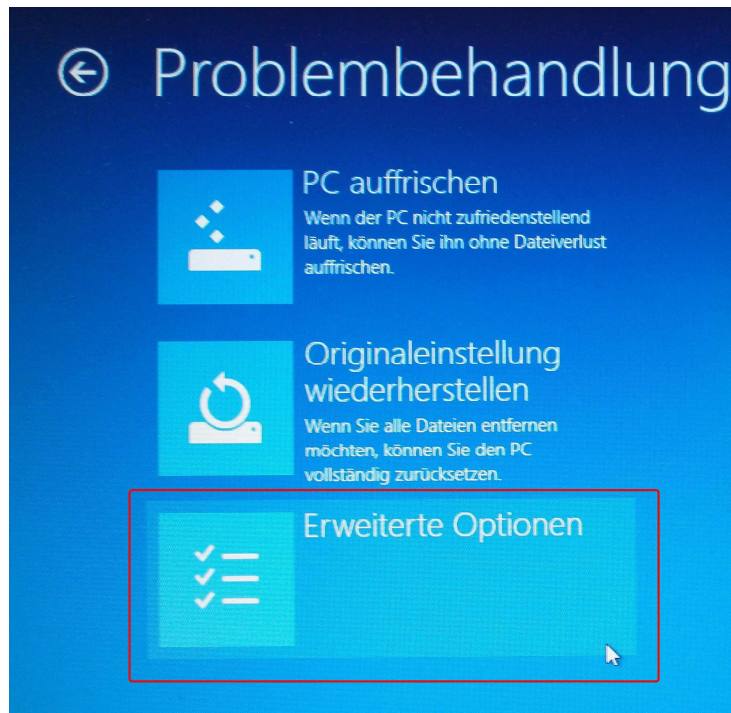 Problembehandlung
PC auffrischen
Wenn der PC nicht zufriedenstellend
läuft, können Sie ihn ohne Dateiverlust
auffrischen.
Originaleinstellung
wiederherstellen
Wenn Sie alle Dateien entfernen
möchten, können Sie den PC
vollständig zurücksetzen.
Erweiterte Optionen